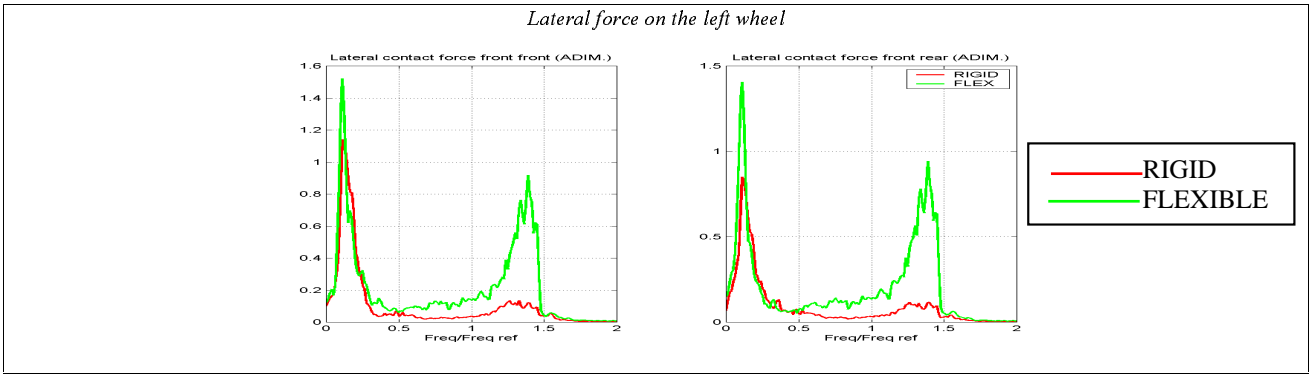 Lateral force on the left wheel
Lateral contact force front front (ADIM.)
1.6
1.4
1.2
1
0.8
0.6
0.4
0.2
0
0 0.5 1 1.5 2
Freq/Freq ref
Lateral contact force front rear (ADIM.)
RIGID
FLEX
1.5
1
0.5
0
0 0.5 1 1.5 2
Freq/Freq ref
RIGID
FLEXIBLE